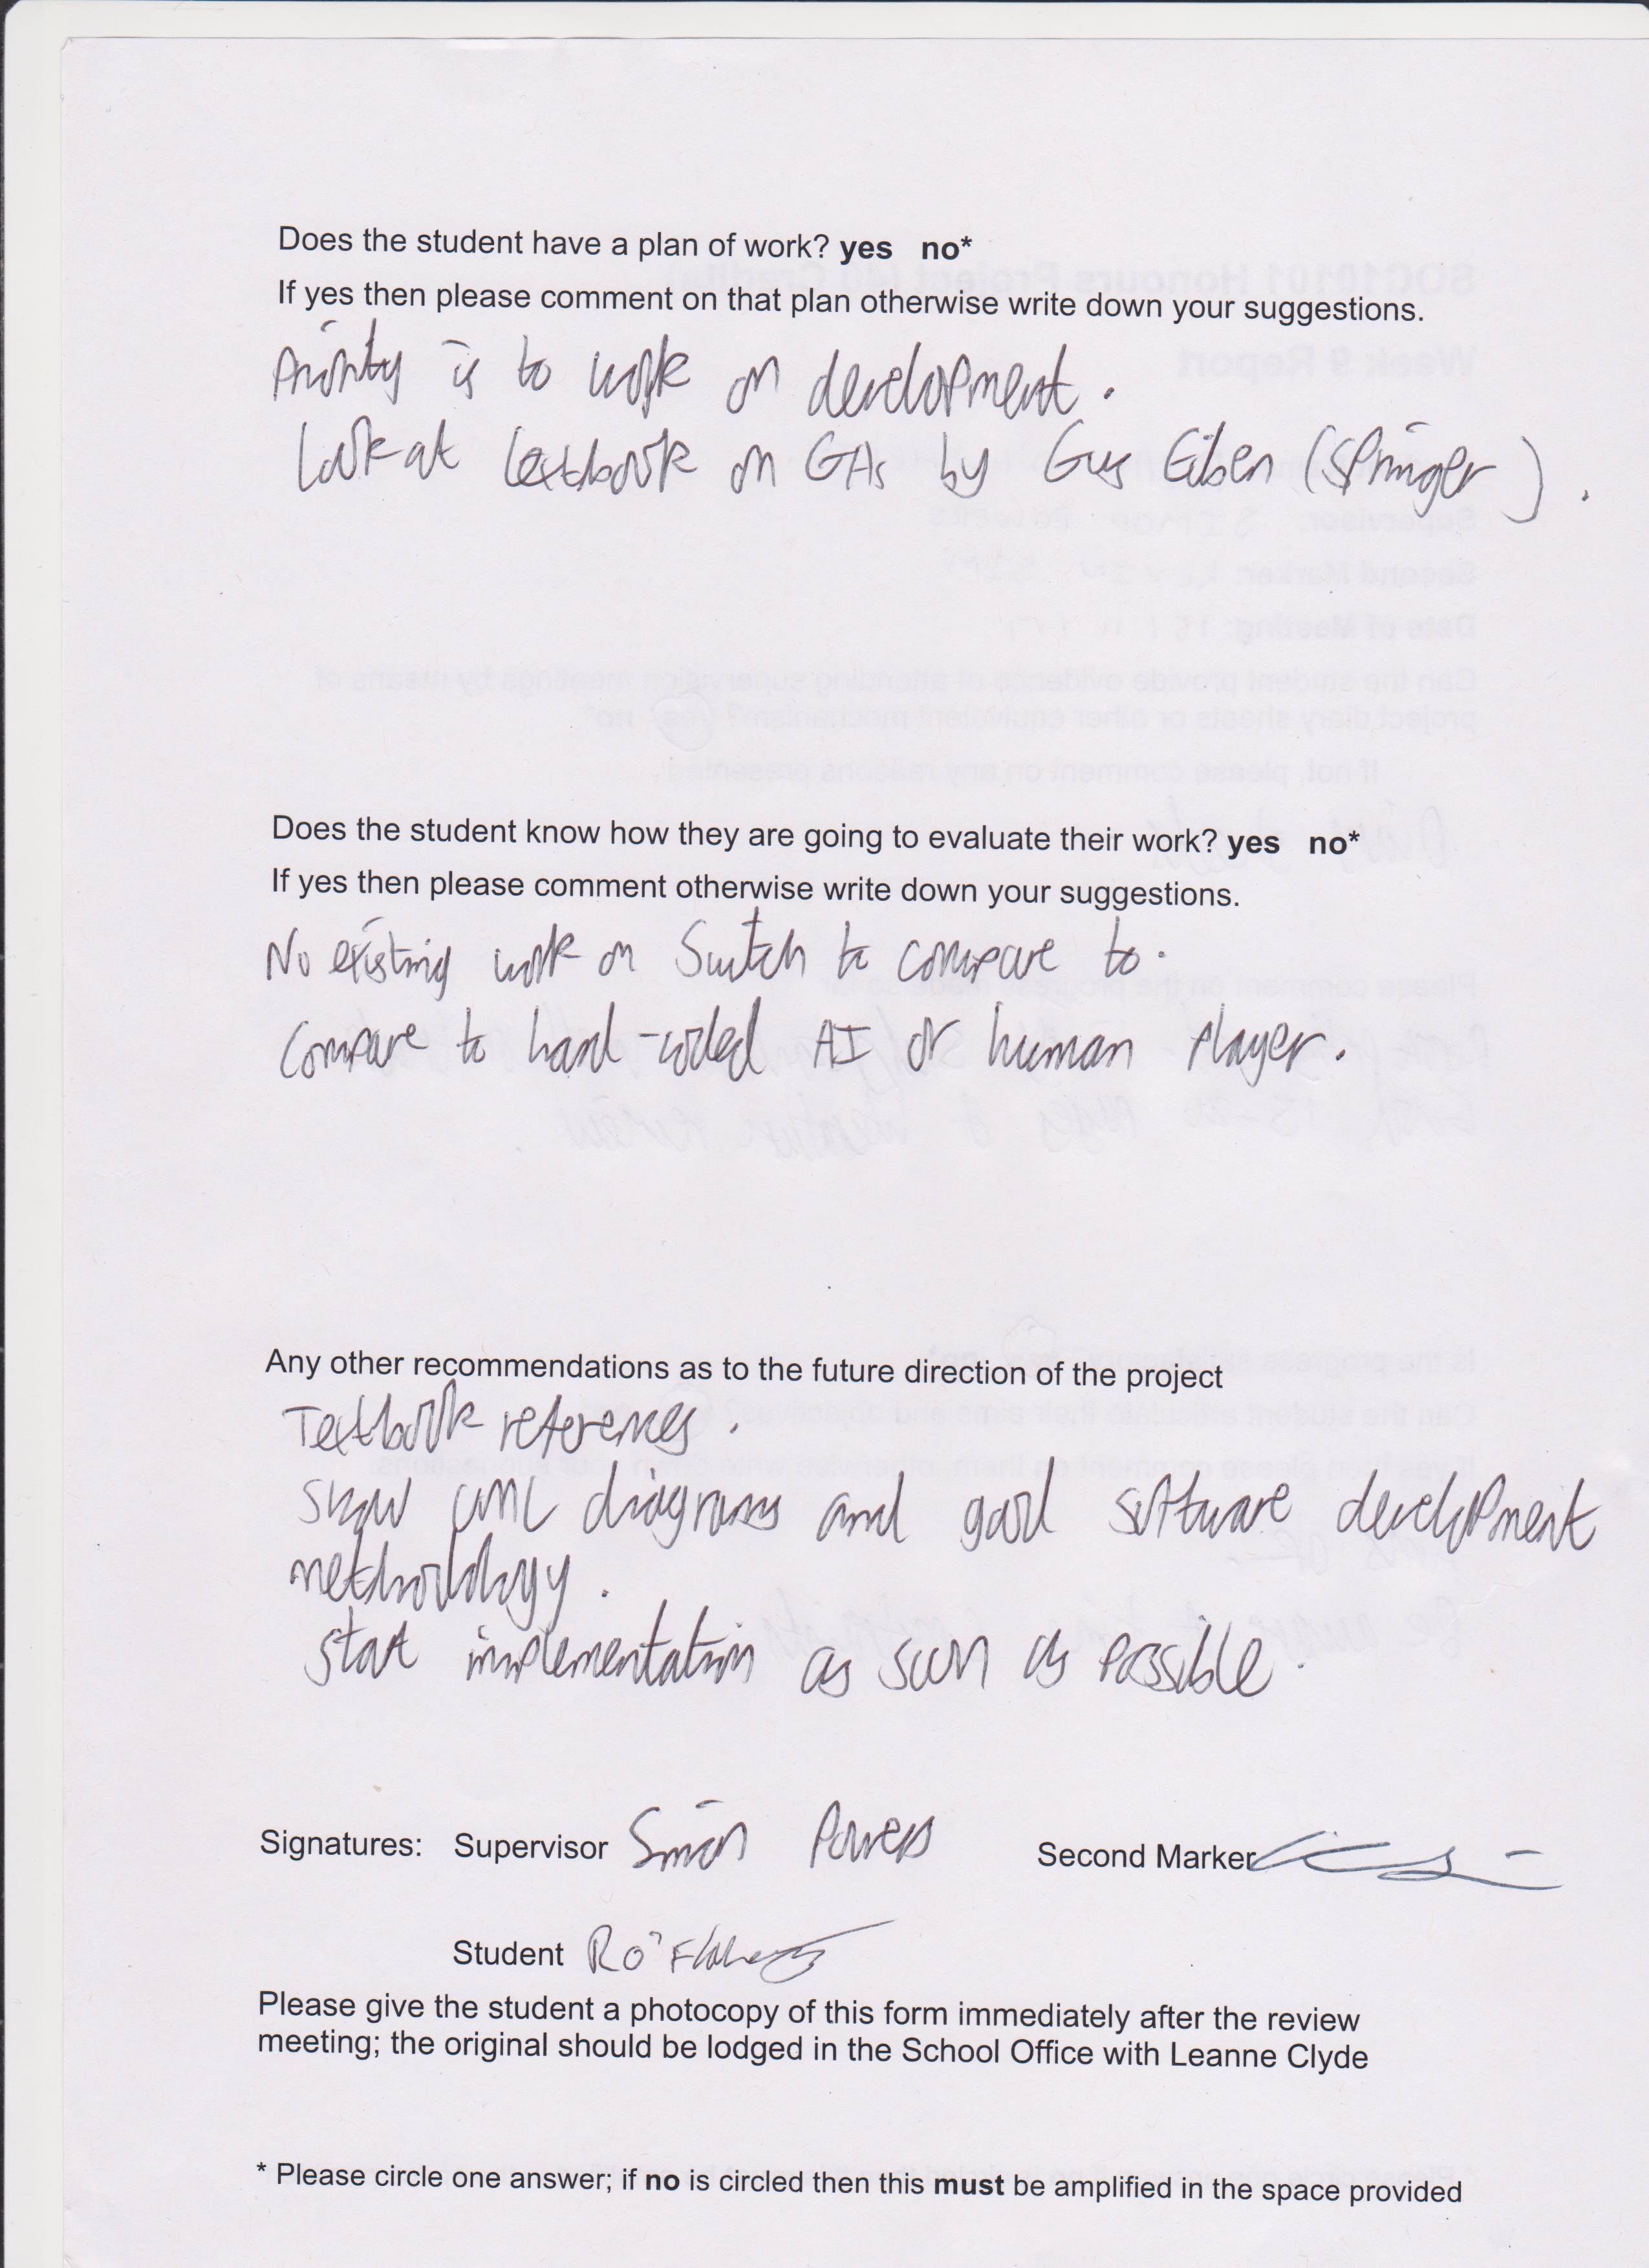 Does the student have a plan of work? yes no*
If yes then please comment on that plan otherwise write down your suggestions.
Priority is to work on development.
Look at textbook on GAs by Gus Eiben (Springer).
Does the student know how they are going to evaluate their work? yes no*
If yes then please comment otherwise write down your suggestions.
No existing work on Switch to compare to.
Compare to hand-coded AI or human player.
Any other recommendations as to the future direction of the project
Textbook references.
Show UML diagrams and good software development
methodology.
Start implementation as soon as possible.
Signatures: Supervisor Simon Powers Second Marker
Student R O'Flaherty
Please give the student a photocopy of this form immediately after the review
meeting; the original should be lodged in the School Office with Leanne Clyde
* Please circle one answer; if no is circled then this must be amplified in the space provided